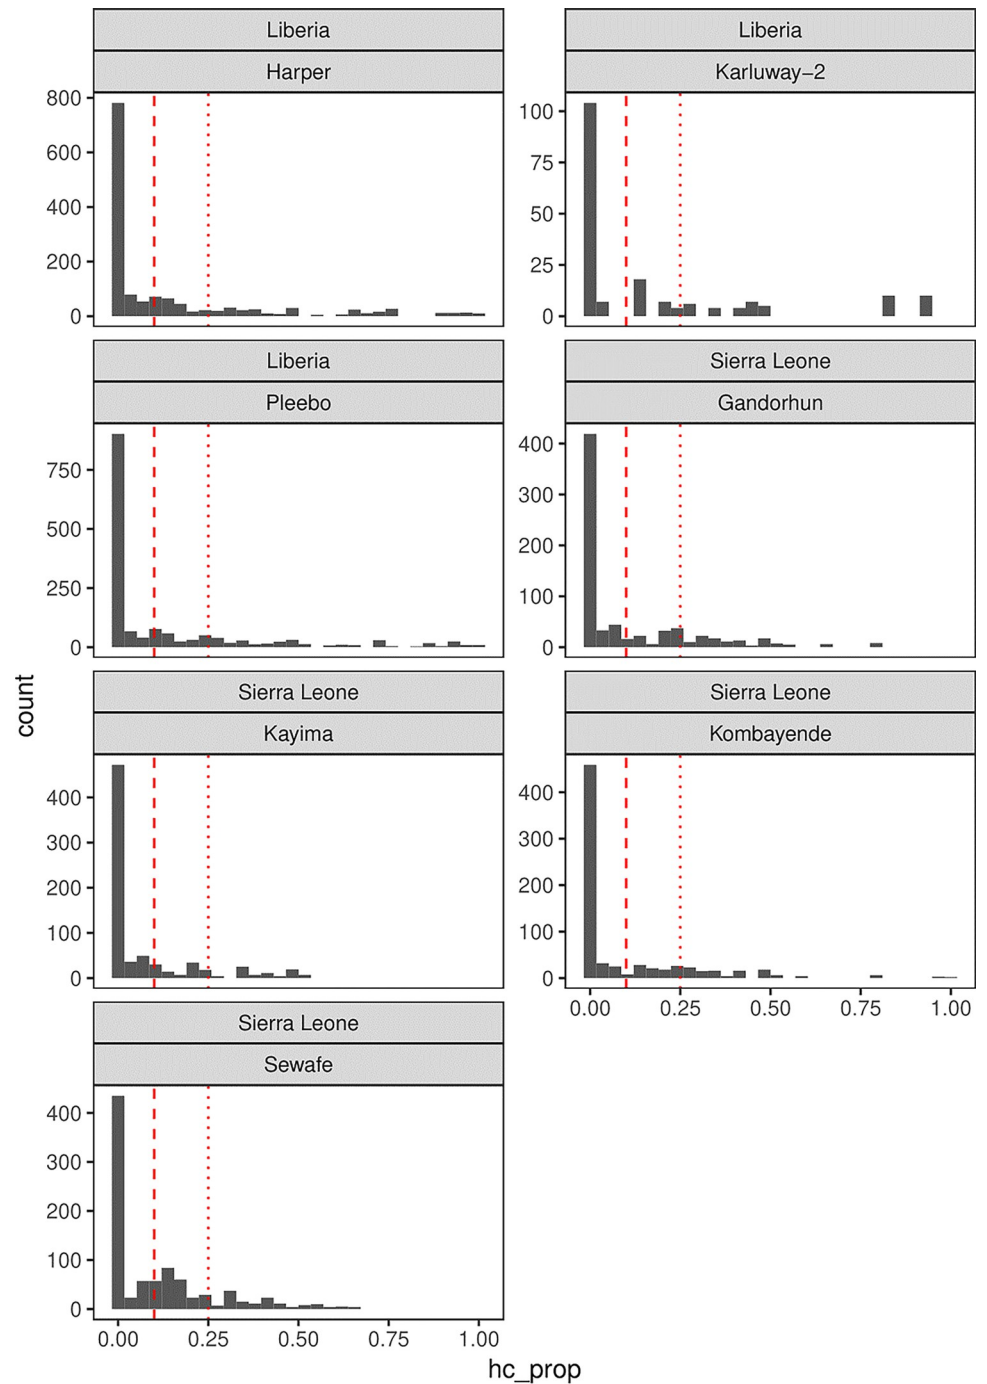 Liberia
Harper
800
600
400
200
0
Liberia
Karluway−2
100
75
50
25
0
Liberia
Pleebo
750
500
250
0
Sierra Leone
Gandorhun
400
300
200
100
0
Sierra Leone
Kayima
400
300
200
100
0
Sierra Leone
Kombayende
400
300
200
100
0
0.00 0.25 0.50 0.75 1.00
Sierra Leone
Sewafe
400
300
200
100
0
0.00 0.25 0.50 0.75 1.00
count
hc_prop